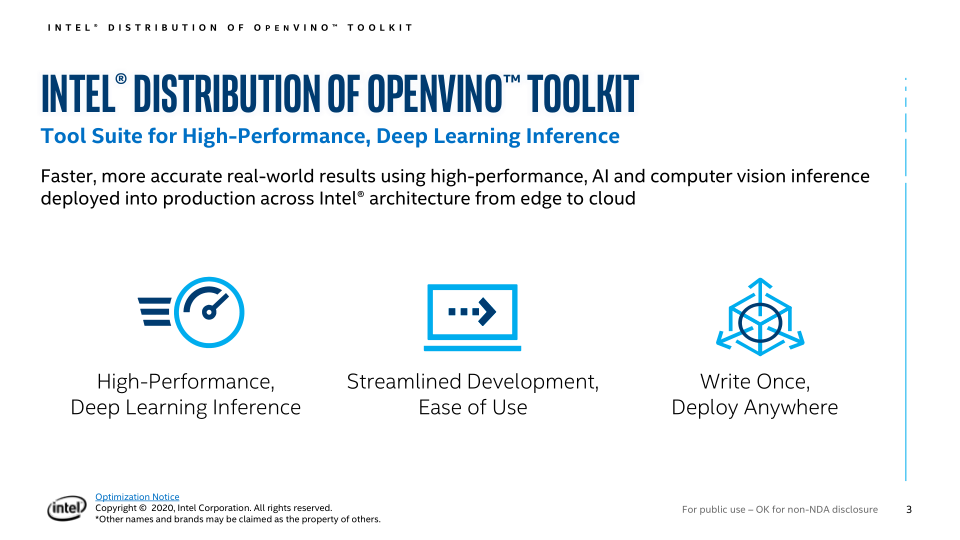 INTEL® DISTRIBUTION OF OPENVINO™ TOOLKIT
INTEL® DISTRIBUTION OF OPENVINO™ TOOLKIT
Tool Suite for High-Performance, Deep Learning Inference
Faster, more accurate real-world results using high-performance, AI and computer vision inference
deployed into production across Intel® architecture from edge to cloud
High-Performance,
Deep Learning Inference
Streamlined Development,
Ease of Use
Write Once,
Deploy Anywhere
intel
Optimization Notice
Copyright © 2020, Intel Corporation. All rights reserved.
*Other names and brands may be claimed as the property of others.
For public use – OK for non-NDA disclosure
3